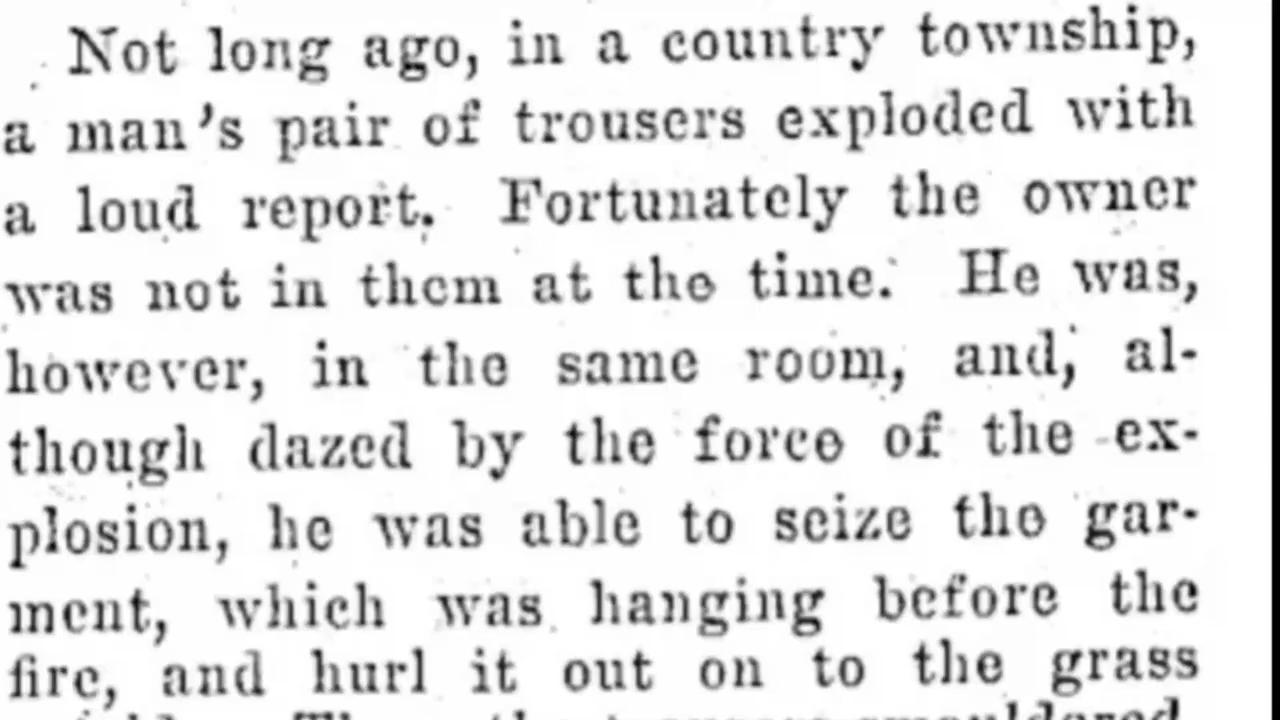 Not long ago, in a country township,
a man's pair of trousers exploded with
a loud report. Fortunately the owner
was not in them at the time. He was,
however, in the same room, and, al-
though dazed by the force of the ex-
plosion, he was able to seize the gar-
ment, which was hanging before the
fire, and hurl it out on to the grass